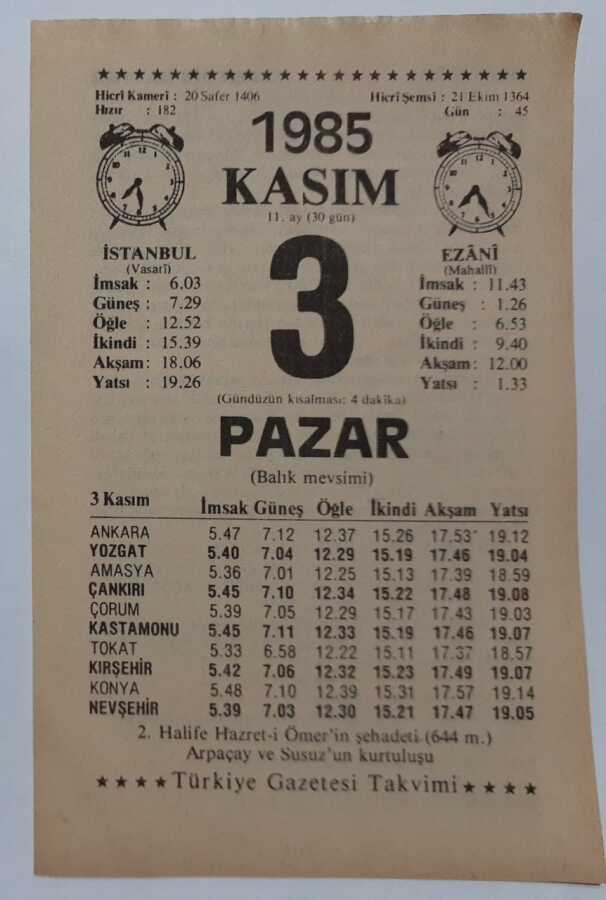 Hicrî Kamerî : 20 Safer 1406
Hicrî Şemsî : 21 Ekim 1364
Hızır : 182
Gün : 45
1985
KASIM
11. ay (30 gün)
3
İSTANBUL
(Vasatî)
İmsak : 6.03
Güneş : 7.29
Öğle : 12.52
İkindi : 15.39
Akşam : 18.06
Yatsı : 19.26
EZÂNÎ
(Mahallî)
İmsak : 11.43
Güneş : 1.26
Öğle : 6.53
İkindi : 9.40
Akşam : 12.00
Yatsı : 1.33
(Gündüzün kısalması: 4 dakîka)
PAZAR
(Balık mevsimi)
3 Kasım İmsak Güneş Öğle İkindi Akşam Yatsı
ANKARA 5.47 7.12 12.37 15.26 17.53 19.12
YOZGAT 5.40 7.04 12.29 15.19 17.46 19.04
AMASYA 5.36 7.01 12.25 15.13 17.39 18.59
ÇANKIRI 5.45 7.10 12.34 15.22 17.48 19.08
ÇORUM 5.39 7.05 12.29 15.17 17.43 19.03
KASTAMONU 5.45 7.11 12.33 15.19 17.46 19.07
TOKAT 5.33 6.58 12.22 15.11 17.37 18.57
KIRŞEHİR 5.42 7.06 12.32 15.23 17.49 19.07
KONYA 5.48 7.10 12.39 15.31 17.57 19.14
NEVŞEHİR 5.39 7.03 12.30 15.21 17.47 19.05
2. Halife Hazret-i Ömer'in şehadeti (644 m.)
Arpaçay ve Susuz'un kurtuluşu
Türkiye Gazetesi Takvimi